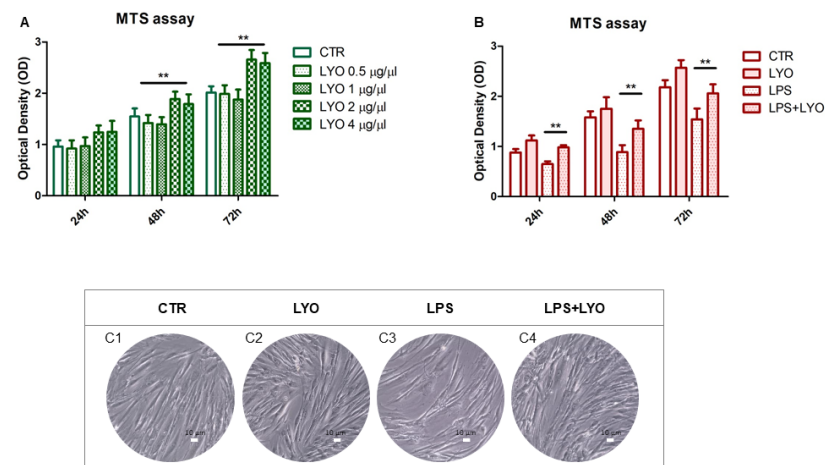 A
MTS assay
Optical Density (OD)
3
2
1
0
**
**
24h
48h
72h
CTR
LYO 0.5 µg/µl
LYO 1 µg/µl
LYO 2 µg/µl
LYO 4 µg/µl
B
MTS assay
Optical Density (OD)
3
2
1
0
**
**
**
24h
48h
72h
CTR
LYO
LPS
LPS+LYO
CTR LYO LPS LPS+LYO
C1 C2 C3 C4
10 µm 10 µm 10 µm 10 µm